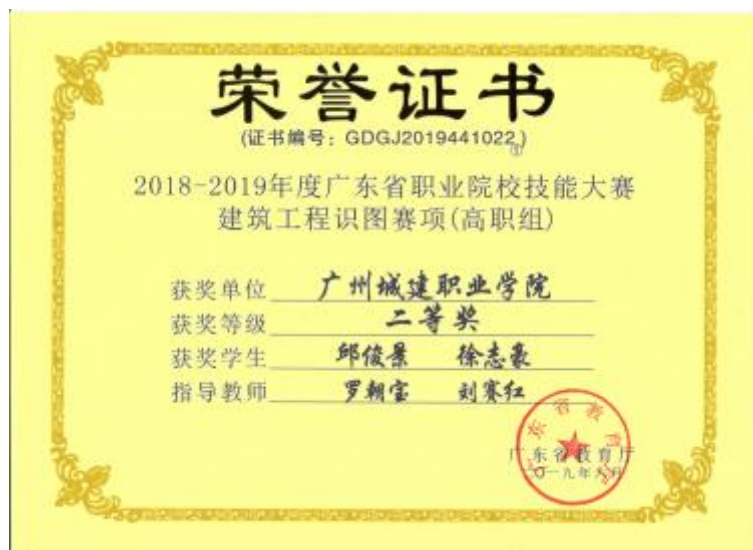 荣誉证书
(证书编号：GDGJ2019441022)
2018-2019年度广东省职业院校技能大赛
建筑工程识图赛项(高职组)
获奖单位 广州城建职业学院
获奖等级 二等奖
获奖学生 邱俊景 徐志豪
指导教师 罗朝宝 刘赛红
广东省教育厅